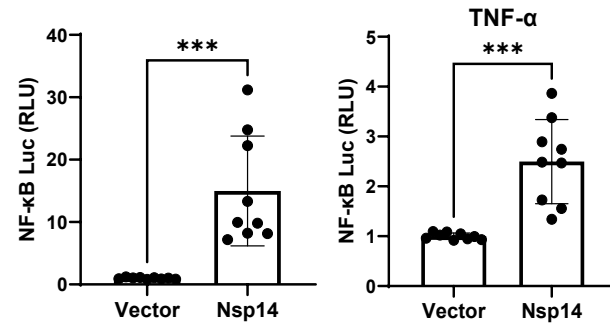 NF-κB Luc (RLU)
40
30
20
10
0
***
Vector
Nsp14
TNF-α
NF-κB Luc (RLU)
5
4
3
2
1
0
***
Vector
Nsp14